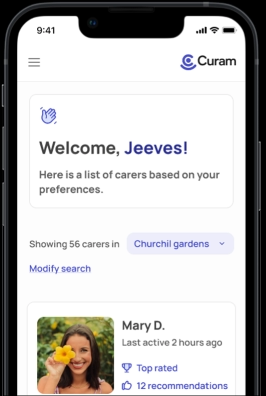 9:41
Curam
Welcome, Jeeves!
Here is a list of carers based on your
preferences.
Showing 56 carers in
Churchil gardens
Modify search
Mary D.
Last active 2 hours ago
Top rated
12 recommendations